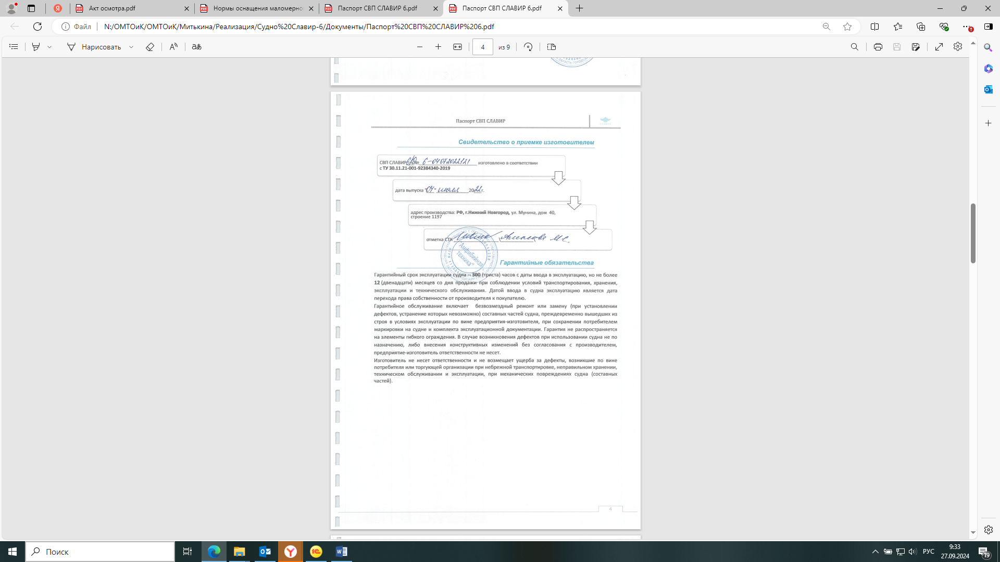 Акт осмотра.pdf
Нормы оснащения маломерно
Паспорт СВП СЛАВИР 6.pdf
Паспорт СВП СЛАВИР 6.pdf
Файл
N:/ОМТОиК/ОМТОиК/Митькина/Реализация/Судно%20Славир-6/Документы/Паспорт%20СВП%20СЛАВИР%206.pdf
Нарисовать
4
из 9
Паспорт СВП СЛАВИР
Свидетельство о приемке изготовителем
СВП СЛАВИР № 6-04072022121 изготовлено в соответствии
с ТУ 30.11.21-001-92384340-2019
дата выпуска "04" июля 2022г.
адрес производства: РФ, г.Нижний Новгород, ул. Мунина, дом 40,
строение 1197
отметка СТК
"Амфибийная
техника"
Гарантийные обязательства
Гарантийный срок эксплуатации судна – 300 (триста) часов с даты ввода в эксплуатацию, но не более
12 (двенадцати) месяцев со дня продажи при соблюдении условий транспортирования, хранения,
эксплуатации и технического обслуживания. Датой ввода в судна эксплуатацию является дата
перехода права собственности от производителя к покупателю.
Гарантийное обслуживание включает безвозмездный ремонт или замену (при установлении
дефектов, устранение которых невозможно) составных частей судна, преждевременно вышедших из
строя в условиях эксплуатации по вине предприятия-изготовителя, при сохранении потребителем
маркировки на судне и комплекта эксплуатационной документации. Гарантия не распространяется
на элементы гибкого ограждения. В случае возникновения дефектов при использовании судна не по
назначению, либо внесения конструктивных изменений без согласования с производителем,
предприятие-изготовитель ответственности не несет.
Изготовитель не несет ответственности и не возмещает ущерба за дефекты, возникшие по вине
потребителя или торгующей организации при небрежной транспортировке, неправильном хранении,
техническом обслуживании и эксплуатации, при механических повреждениях судна (составных
частей).
4
Поиск
РУС
9:33
27.09.2024
19